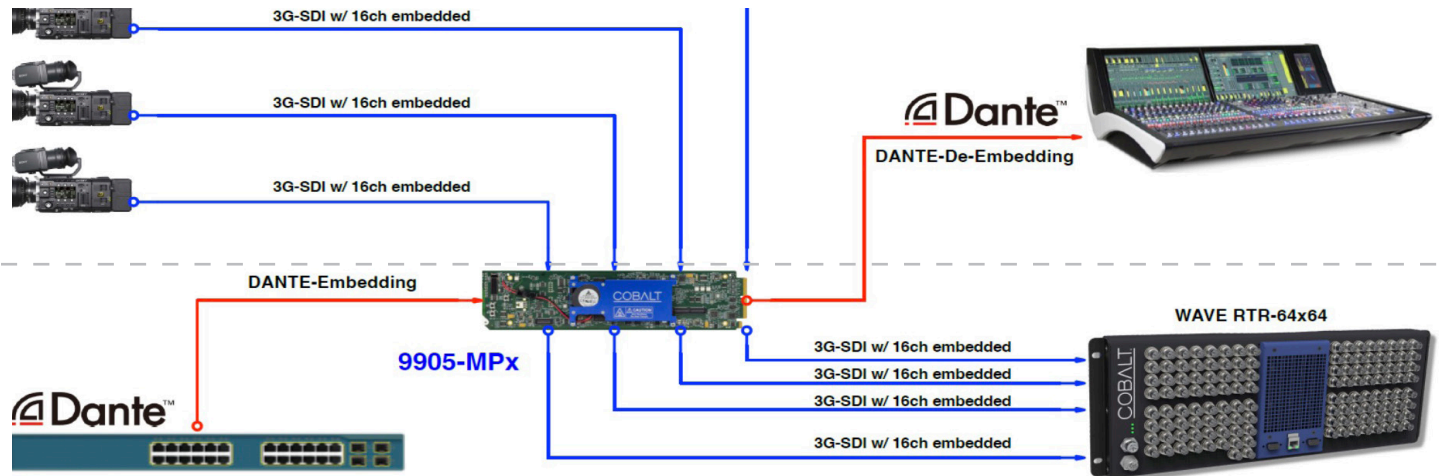 3G-SDI w/ 16ch embedded
3G-SDI w/ 16ch embedded
Dante™
DANTE-De-Embedding
3G-SDI w/ 16ch embedded
DANTE-Embedding
COBALT
CAUTION
WAVE RTR-64x64
9905-MPx
3G-SDI w/ 16ch embedded
3G-SDI w/ 16ch embedded
3G-SDI w/ 16ch embedded
3G-SDI w/ 16ch embedded
COBALT
Dante™